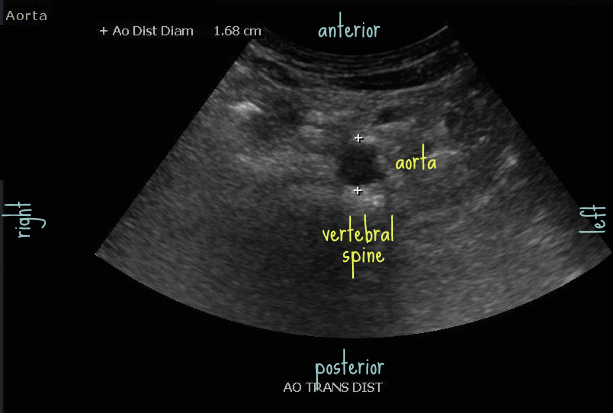 Aorta
+ Ao Dist Diam 1.68 cm
anterior
aorta
right
left
vertebral
spine
posterior
AO TRANS DIST